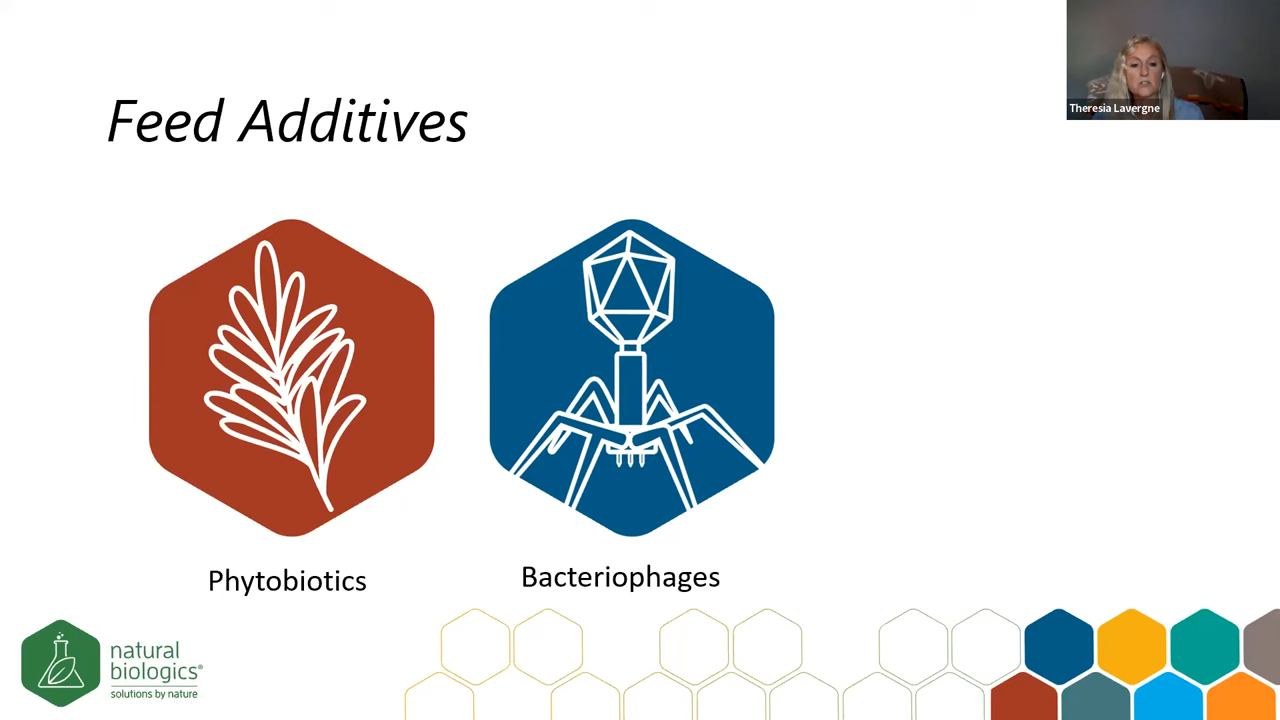 Theresia Lavergne
Feed Additives
Phytobiotics
Bacteriophages
natural
biologics®
solutions by nature